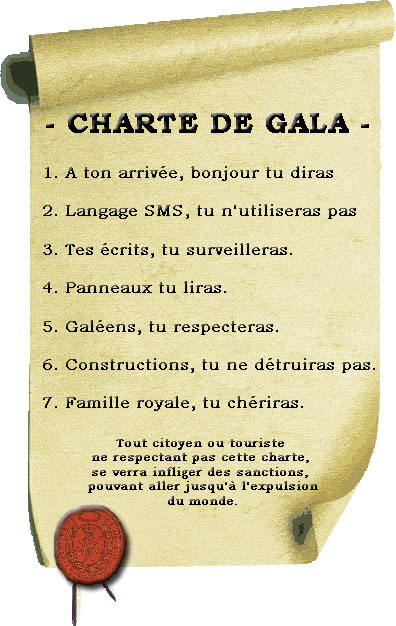 - CHARTE DE GALA -
1. A ton arrivée, bonjour tu diras
2. Langage SMS, tu n'utiliseras pas
3. Tes écrits, tu surveilleras.
4. Panneaux tu liras.
5. Galéens, tu respecteras.
6. Constructions, tu ne détruiras pas.
7. Famille royale, tu chériras.
Tout citoyen ou touriste
ne respectant pas cette charte,
se verra infliger des sanctions,
pouvant aller jusqu'à l'expulsion
du monde.